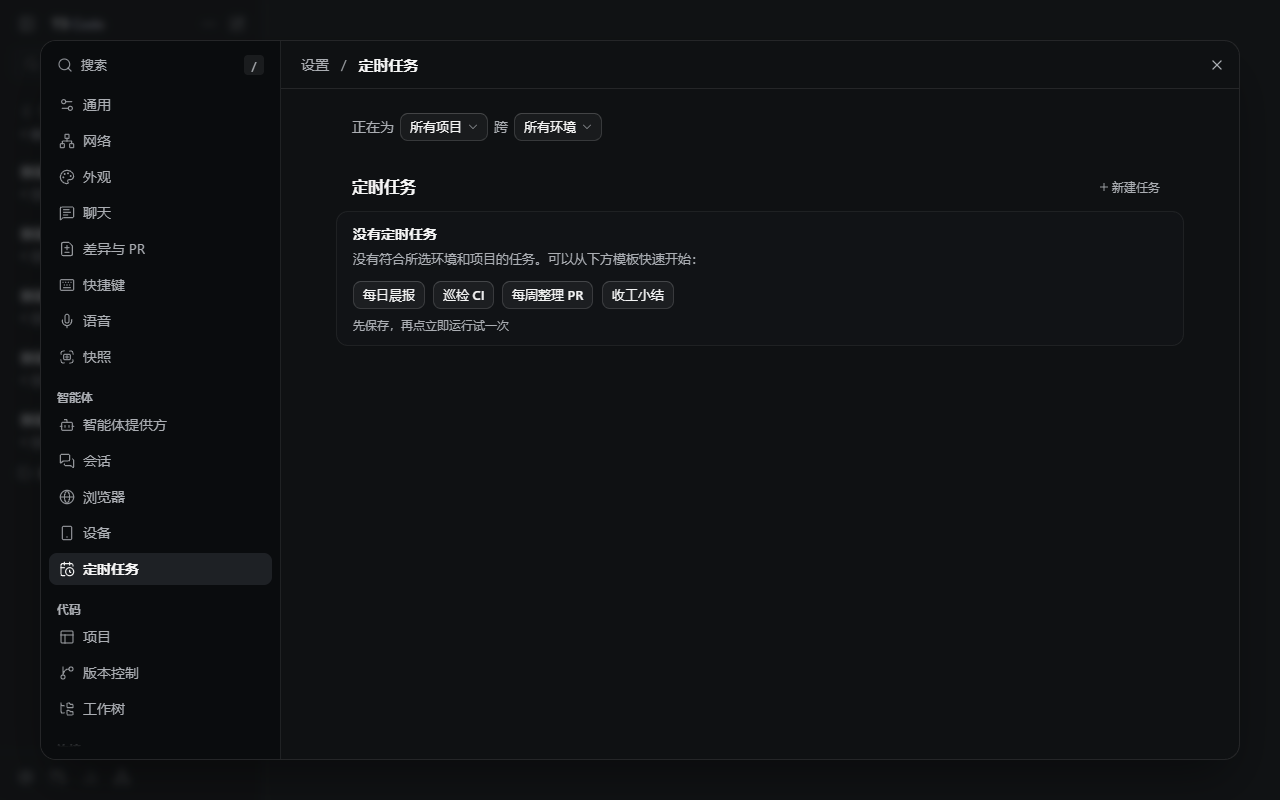 搜索 /
通用
网络
外观
聊天
差异与 PR
快捷键
语音
快照
智能体
智能体提供方
会话
浏览器
设备
定时任务
代码
项目
版本控制
工作树
设置 / 定时任务
正在为 所有项目 跨 所有环境
定时任务
+ 新建任务
没有定时任务
没有符合所选环境和项目的任务。可以从下方模板快速开始：
每日晨报 巡检 CI 每周整理 PR 收工小结
先保存，再点立即运行试一次